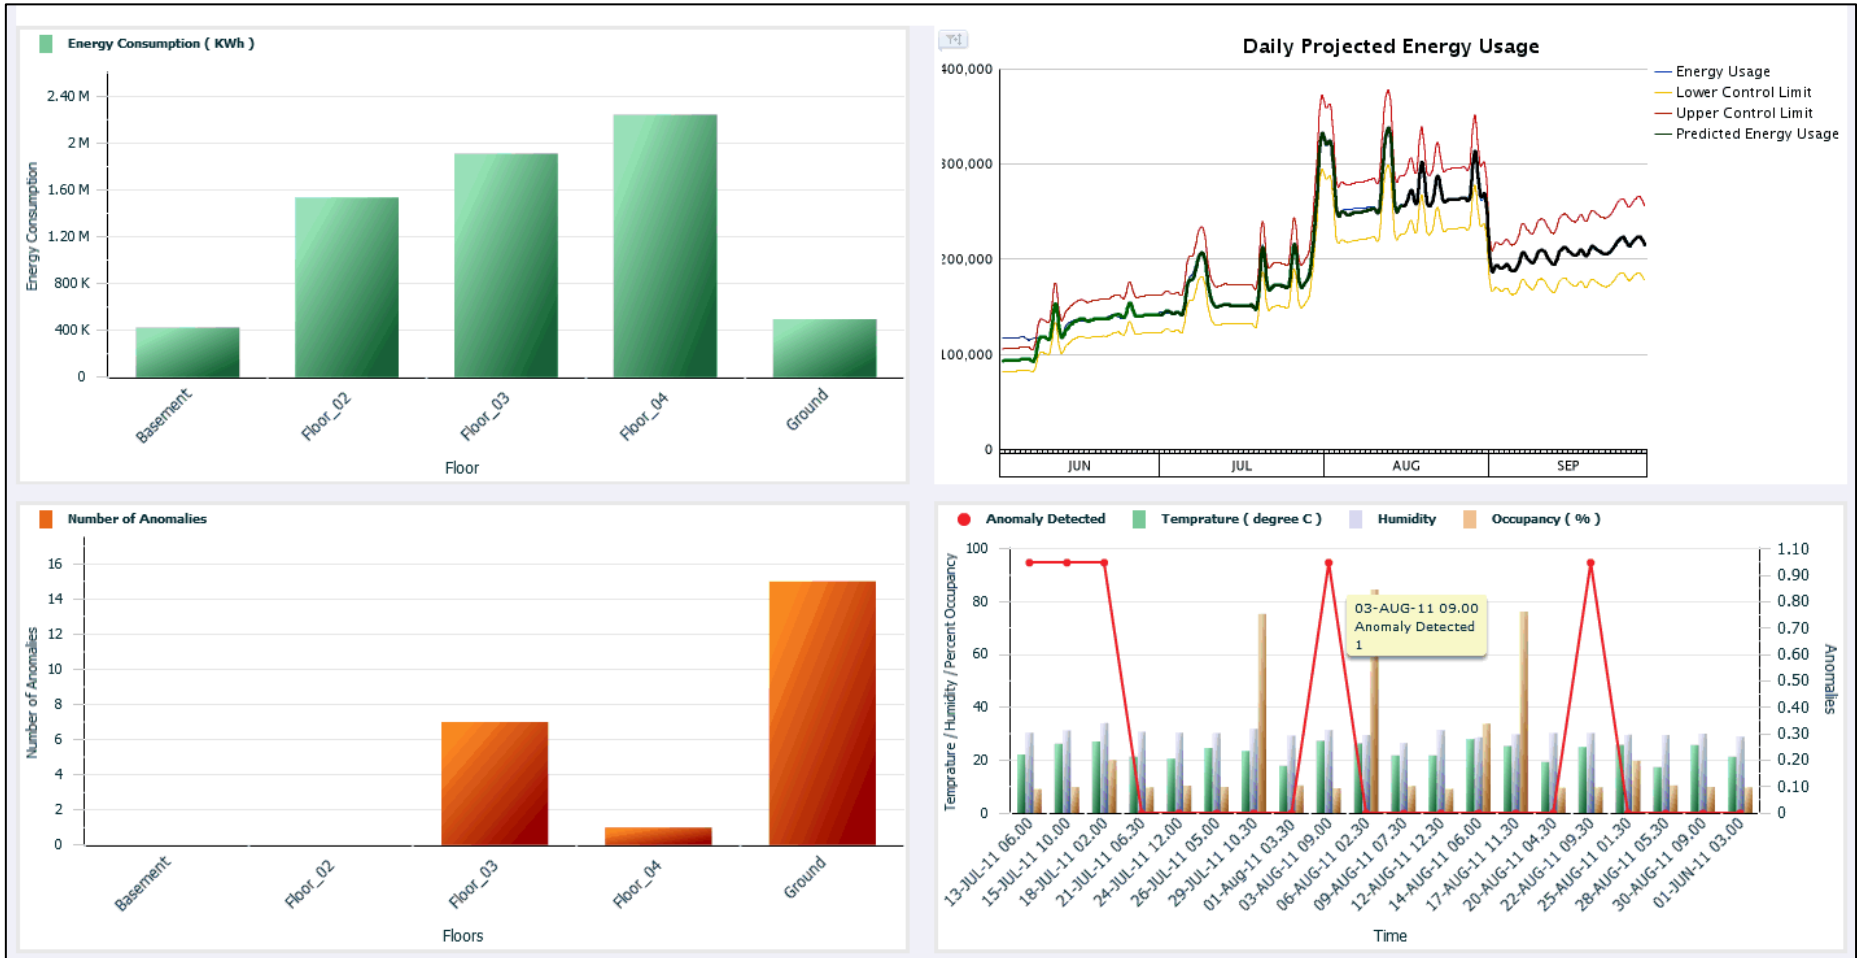 Energy Consumption ( KWh )
2.40 M
2 M
1.60 M
1.20 M
800 K
400 K
0
Energy Consumption
Basement
Floor_02
Floor_03
Floor_04
Ground
Floor
Daily Projected Energy Usage
400,000
300,000
200,000
100,000
0
JUN
JUL
AUG
SEP
Energy Usage
Lower Control Limit
Upper Control Limit
Predicted Energy Usage
Number of Anomalies
16
14
12
10
8
6
4
2
0
Number of Anomalies
Basement
Floor_02
Floor_03
Floor_04
Ground
Floors
Anomaly Detected
Temprature ( degree C )
Humidity
Occupancy ( % )
100
80
60
40
20
0
Temprature / Humidity / Percent Occupancy
1.10
0.90
0.80
0.70
0.60
0.50
0.40
0.30
0.20
0.10
0
Anomalies
03-AUG-11 09.00
Anomaly Detected
1
13-JUL-11 06.00
15-JUL-11 10.00
18-JUL-11 02.00
21-JUL-11 06.30
24-JUL-11 12.00
26-JUL-11 05.00
29-JUL-11 10.30
01-Aug-11 03.30
03-AUG-11 09.00
06-AUG-11 02.30
09-AUG-11 07.30
12-AUG-11 12.30
14-AUG-11 06.00
17-AUG-11 11.30
20-AUG-11 04.30
22-AUG-11 09.30
25-AUG-11 01.30
28-AUG-11 05.30
30-AUG-11 09.00
01-JUN-11 03.00
Time